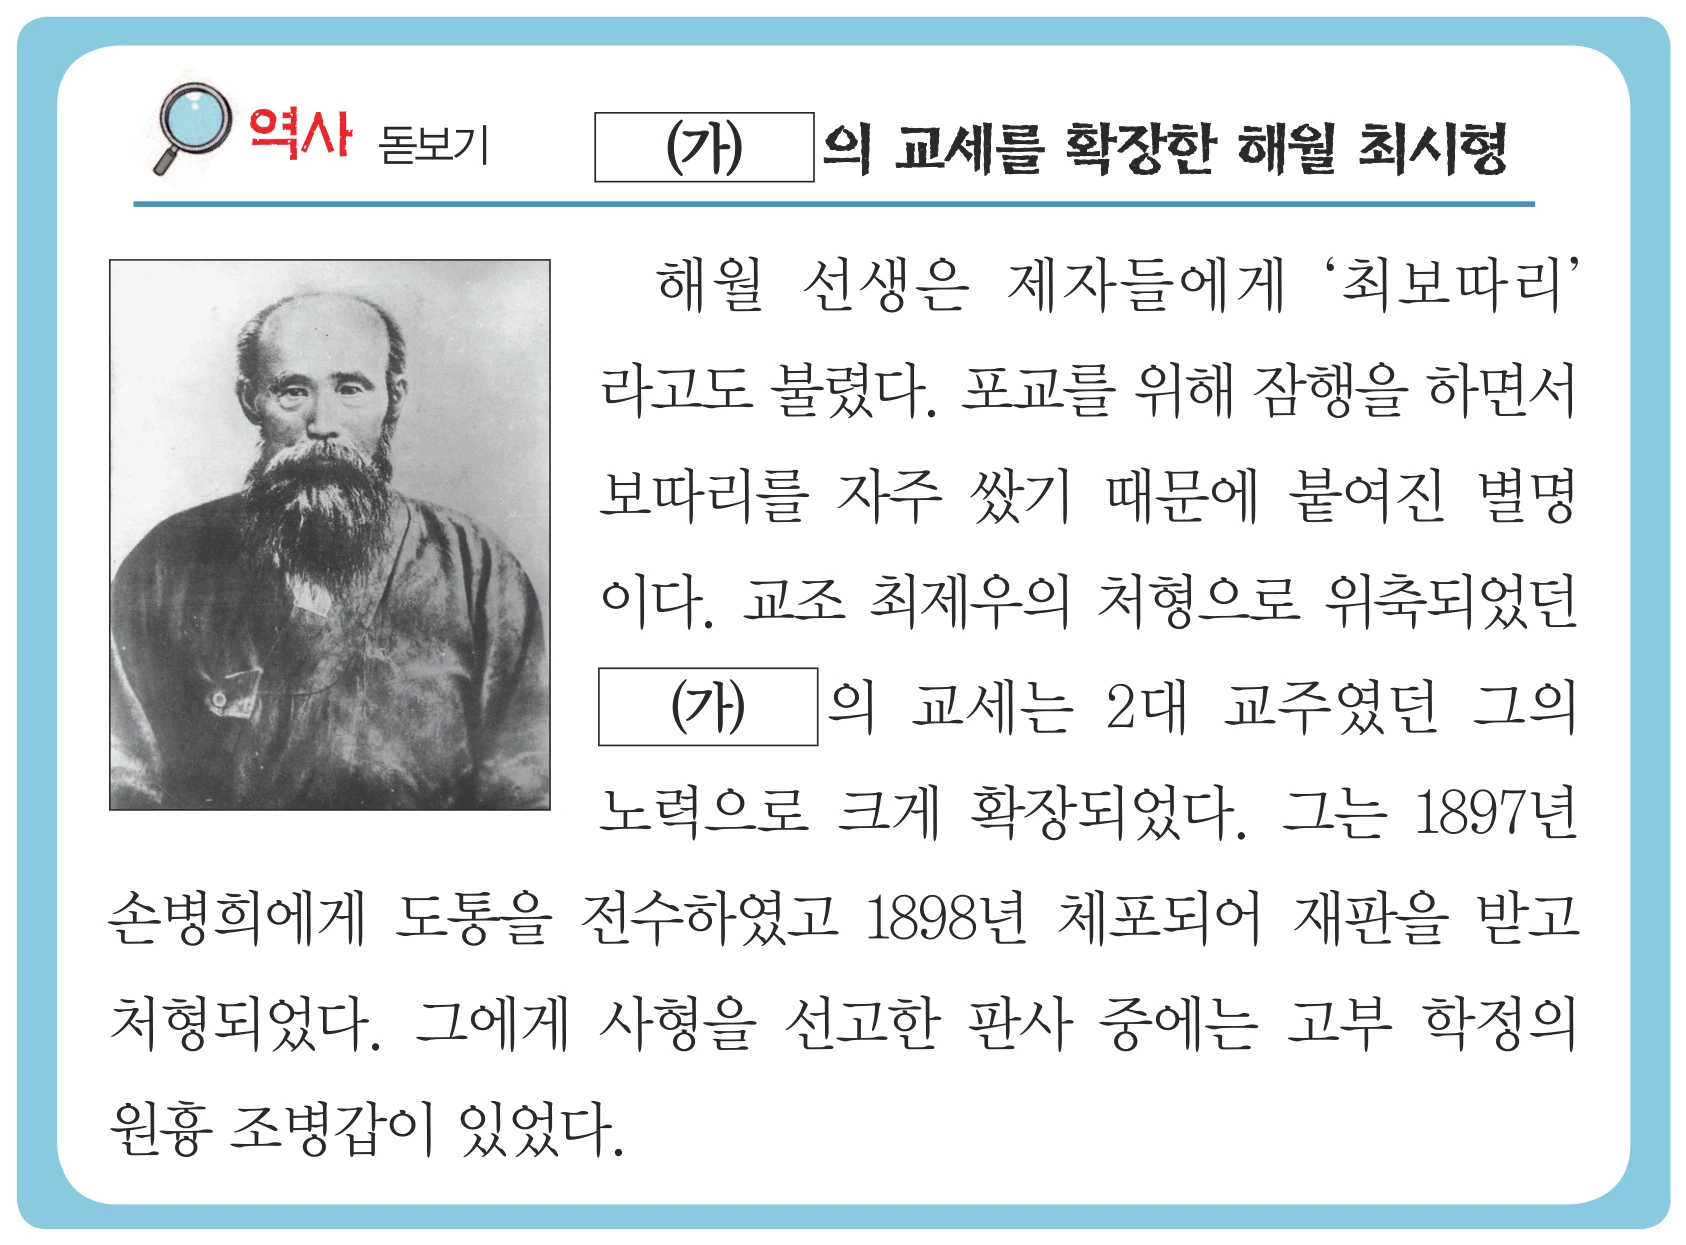 역사 돋보기 (가)의 교세를 확장한 해월 최시형
해월 선생은 제자들에게 ‘최보따리’
라고도 불렸다. 포교를 위해 잠행을 하면서
보따리를 자주 쌌기 때문에 붙여진 별명
이다. 교조 최제우의 처형으로 위축되었던
(가)의 교세는 2대 교주였던 그의
노력으로 크게 확장되었다. 그는 1897년
손병희에게 도통을 전수하였고 1898년 체포되어 재판을 받고
처형되었다. 그에게 사형을 선고한 판사 중에는 고부 학정의
원흉 조병갑이 있었다.